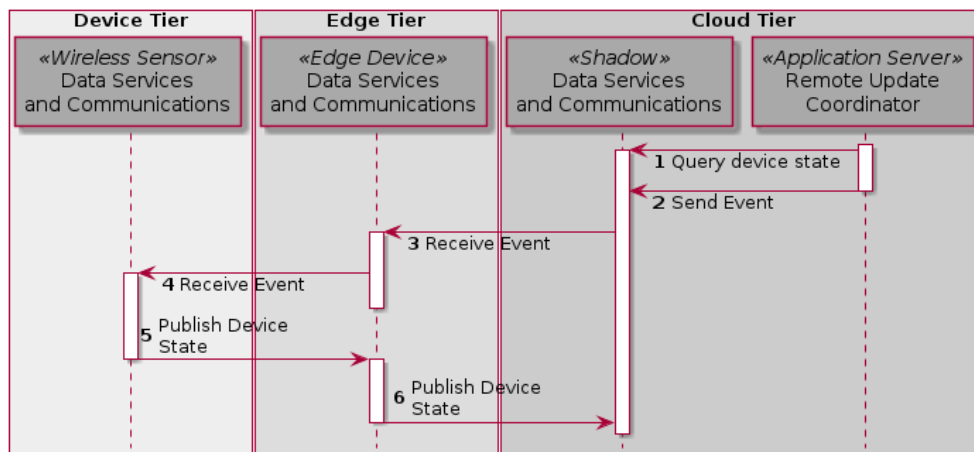 Device Tier
Edge Tier
Cloud Tier
«Wireless Sensor»
Data Services
and Communications
«Edge Device»
Data Services
and Communications
«Shadow»
Data Services
and Communications
«Application Server»
Remote Update
Coordinator
1 Query device state
2 Send Event
3 Receive Event
4 Receive Event
5 Publish Device
State
6 Publish Device
State